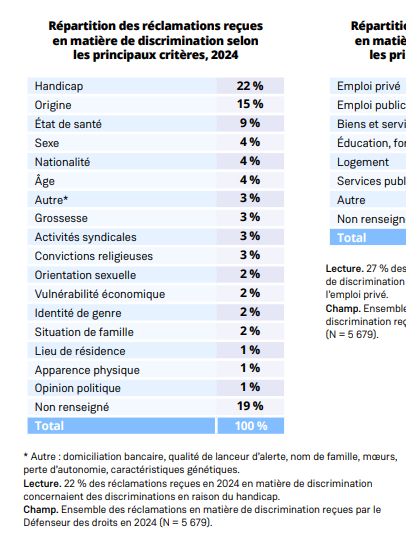 Répartition des réclamations reçues
en matière de discrimination selon
les principaux critères, 2024
Handicap 22 %
Origine 15 %
État de santé 9 %
Sexe 4 %
Nationalité 4 %
Âge 4 %
Autre* 3 %
Grossesse 3 %
Activités syndicales 3 %
Convictions religieuses 3 %
Orientation sexuelle 2 %
Vulnérabilité économique 2 %
Identité de genre 2 %
Situation de famille 2 %
Lieu de résidence 1 %
Apparence physique 1 %
Opinion politique 1 %
Non renseigné 19 %
Total 100 %
* Autre : domiciliation bancaire, qualité de lanceur d'alerte, nom de famille, mœurs,
perte d'autonomie, caractéristiques génétiques.
Lecture. 22 % des réclamations reçues en 2024 en matière de discrimination
concernaient des discriminations en raison du handicap.
Champ. Ensemble des réclamations en matière de discrimination reçues par le
Défenseur des droits en 2024 (N = 5 679).
Répartitio
en matiè
les pri
Emploi privé
Emploi public
Biens et servi
Éducation, for
Logement
Services publ
Autre
Non renseign
Total
Lecture. 27 % des
de discrimination
l'emploi privé.
Champ. Ensemble
discrimination reç
(N = 5 679).